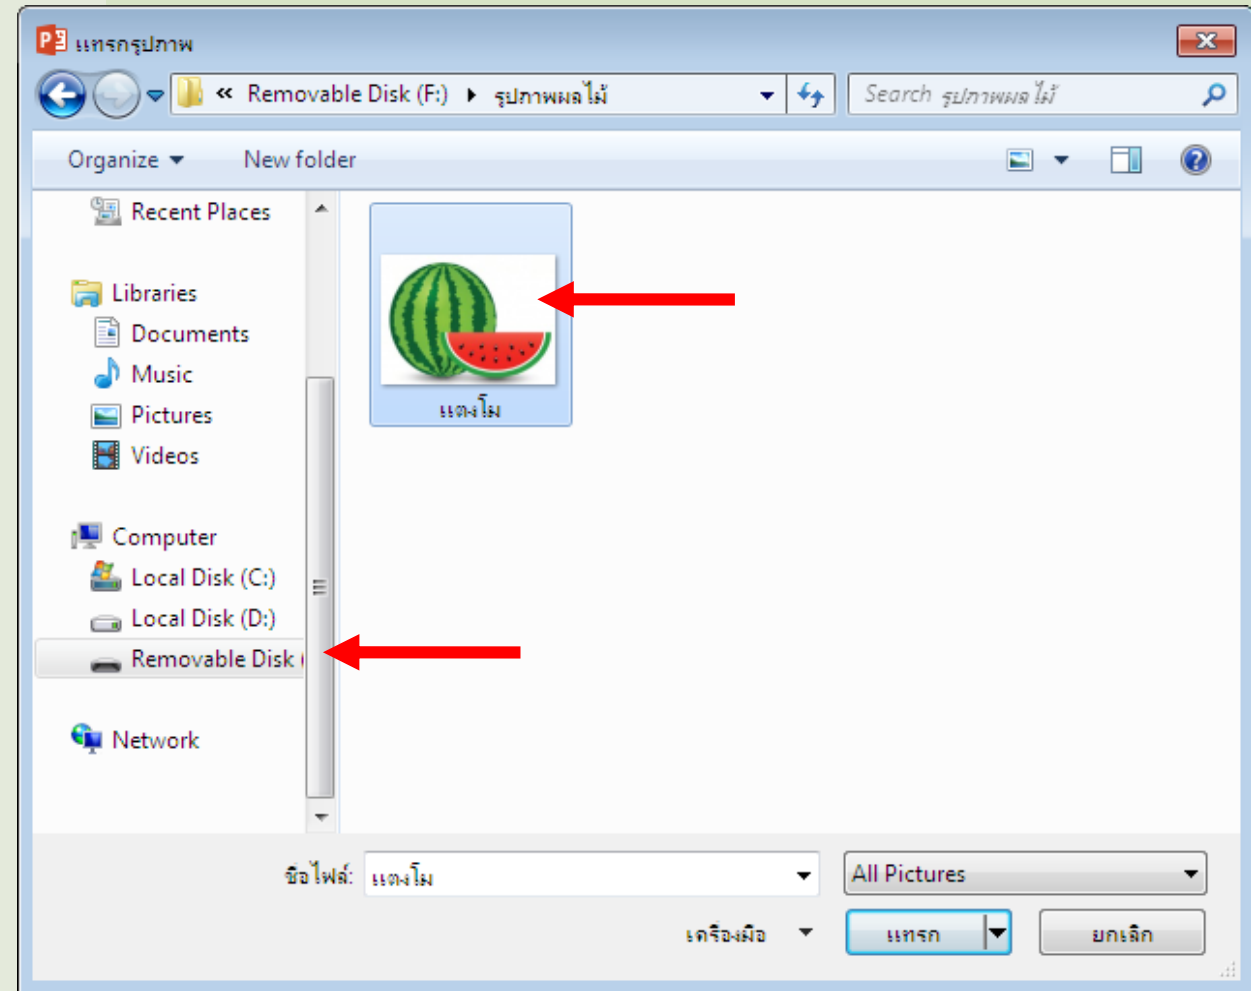 แทรกรูปภาพ
« Removable Disk (F:) รูปภาพผลไม้
Search รูปภาพผลไม้
Organize New folder
Recent Places
Libraries
Documents
Music
Pictures
Videos
Computer
Local Disk (C:)
Local Disk (D:)
Removable Disk (
Network
แตงโม
ชื่อไฟล์: แตงโม All Pictures
เครื่องมือ แทรก ยกเลิก